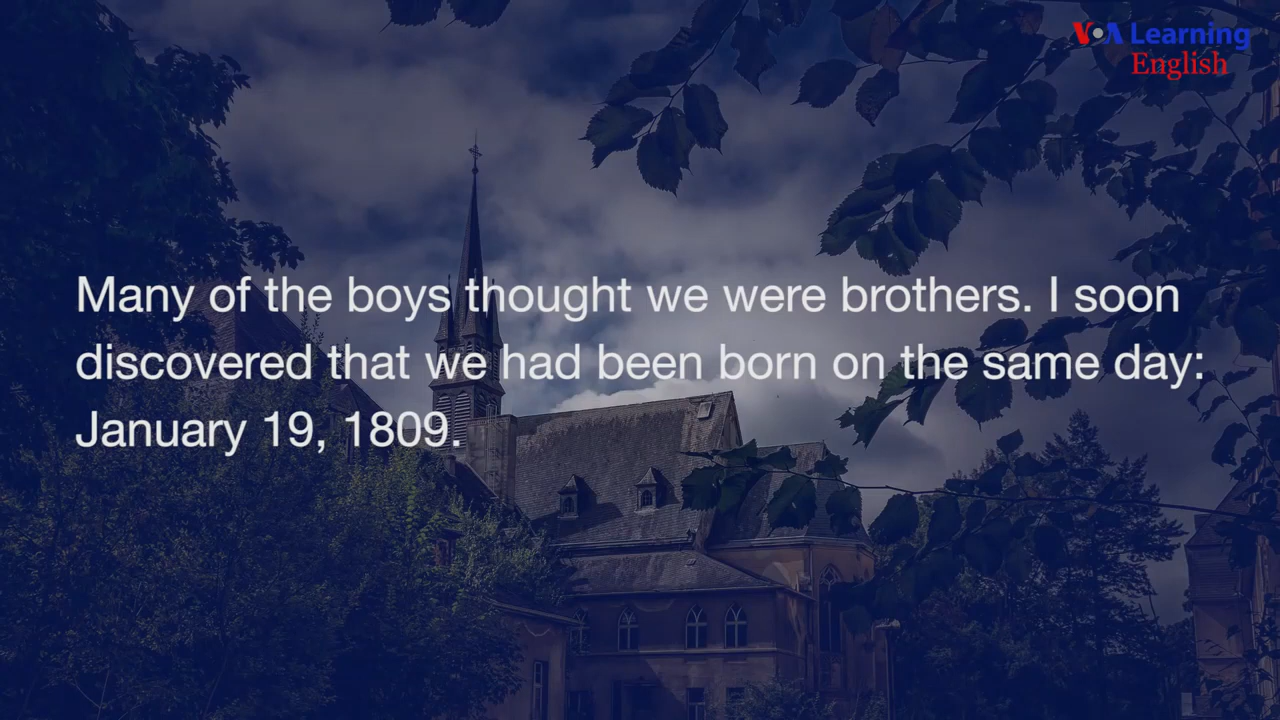 VOA Learning
English
Many of the boys thought we were brothers. I soon
discovered that we had been born on the same day:
January 19, 1809.